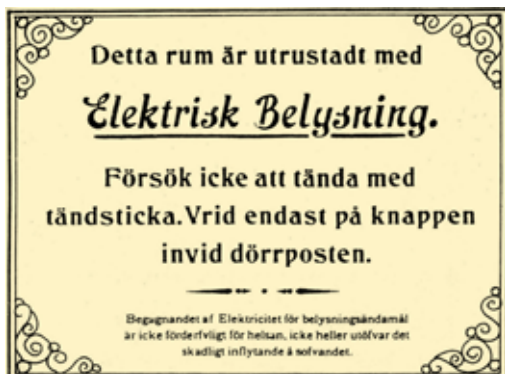 Detta rum är utrustadt med
Elektrisk Belysning.
Försök icke att tända med
tändsticka. Vrid endast på knappen
invid dörrposten.
Begagnandet af Elektricitet för belysningsändamål
är icke förderfvligt för helsan, icke heller utöfvar det
skadligt inflytande å sofvandet.